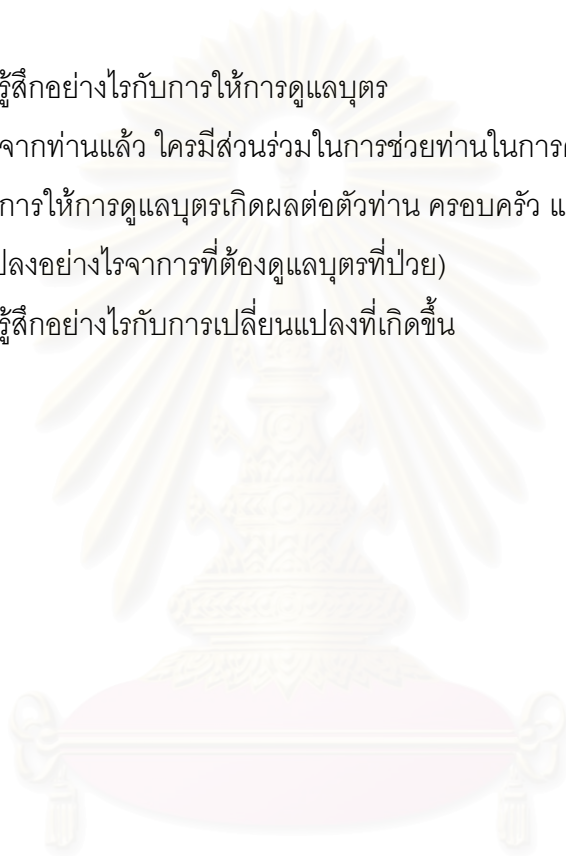 รู้สึกอย่างไรกับการให้การดูแลบุตร
จากท่านแล้ว ใครมีส่วนร่วมในการช่วยท่านในการ
การให้การดูแลบุตรเกิดผลต่อตัวท่าน ครอบครัว
ปลงอย่างไรจาการที่ต้องดูแลบุตรที่ป่วย)
รู้สึกอย่างไรกับการเปลี่ยนแปลงที่เกิดขึ้น